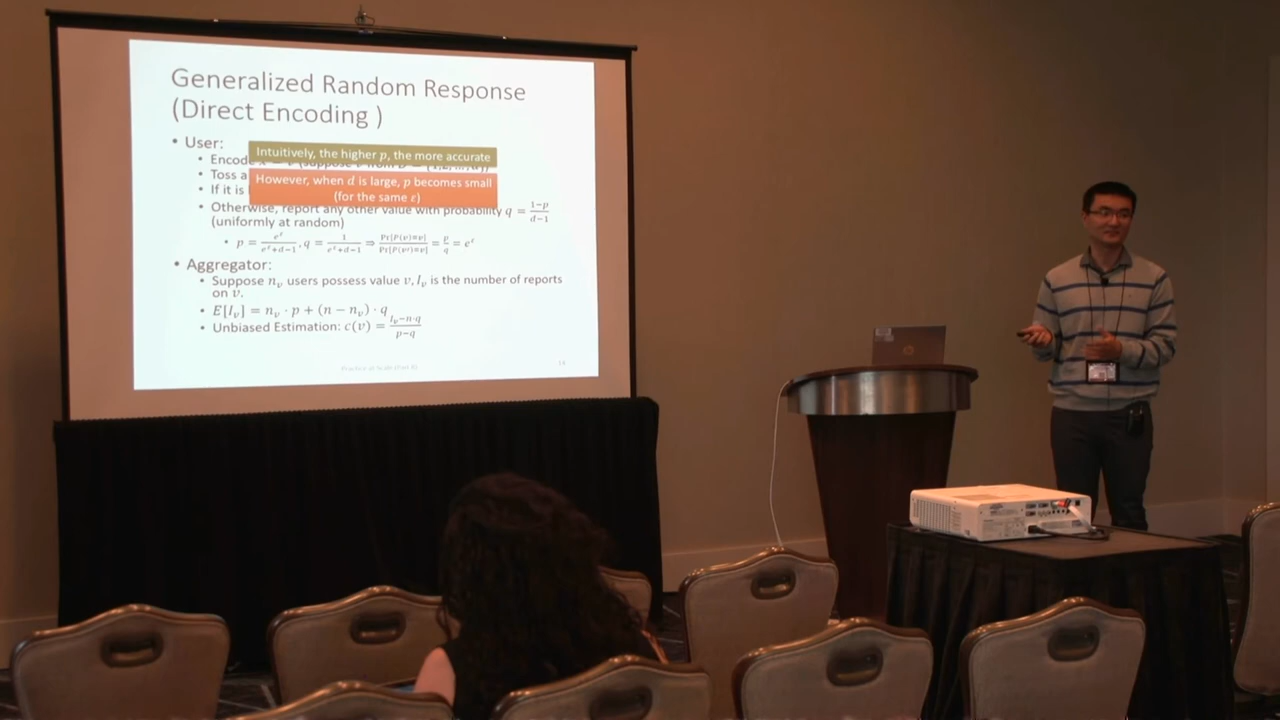 Generalized Random Response
(Direct Encoding )
• User:
Intuitively, the higher p, the more accurate
• Encode
• Toss a
However, when d is large, p becomes small
(for the same ε)
• If it is
• Otherwise, report any other value with probability q = (1−p)/(d−1)
(uniformly at random)
• p = e^ε/(e^ε+d−1), q = 1/(e^ε+d−1) ⇒ Pr[P(v)=v]/Pr[P(v′)=v] = p/q = e^ε
• Aggregator:
• Suppose n_v users possess value v, I_v is the number of reports
on v.
• E[I_v] = n_v · p + (n − n_v) · q
• Unbiased Estimation: c(v) = (I_v−n·q)/(p−q)